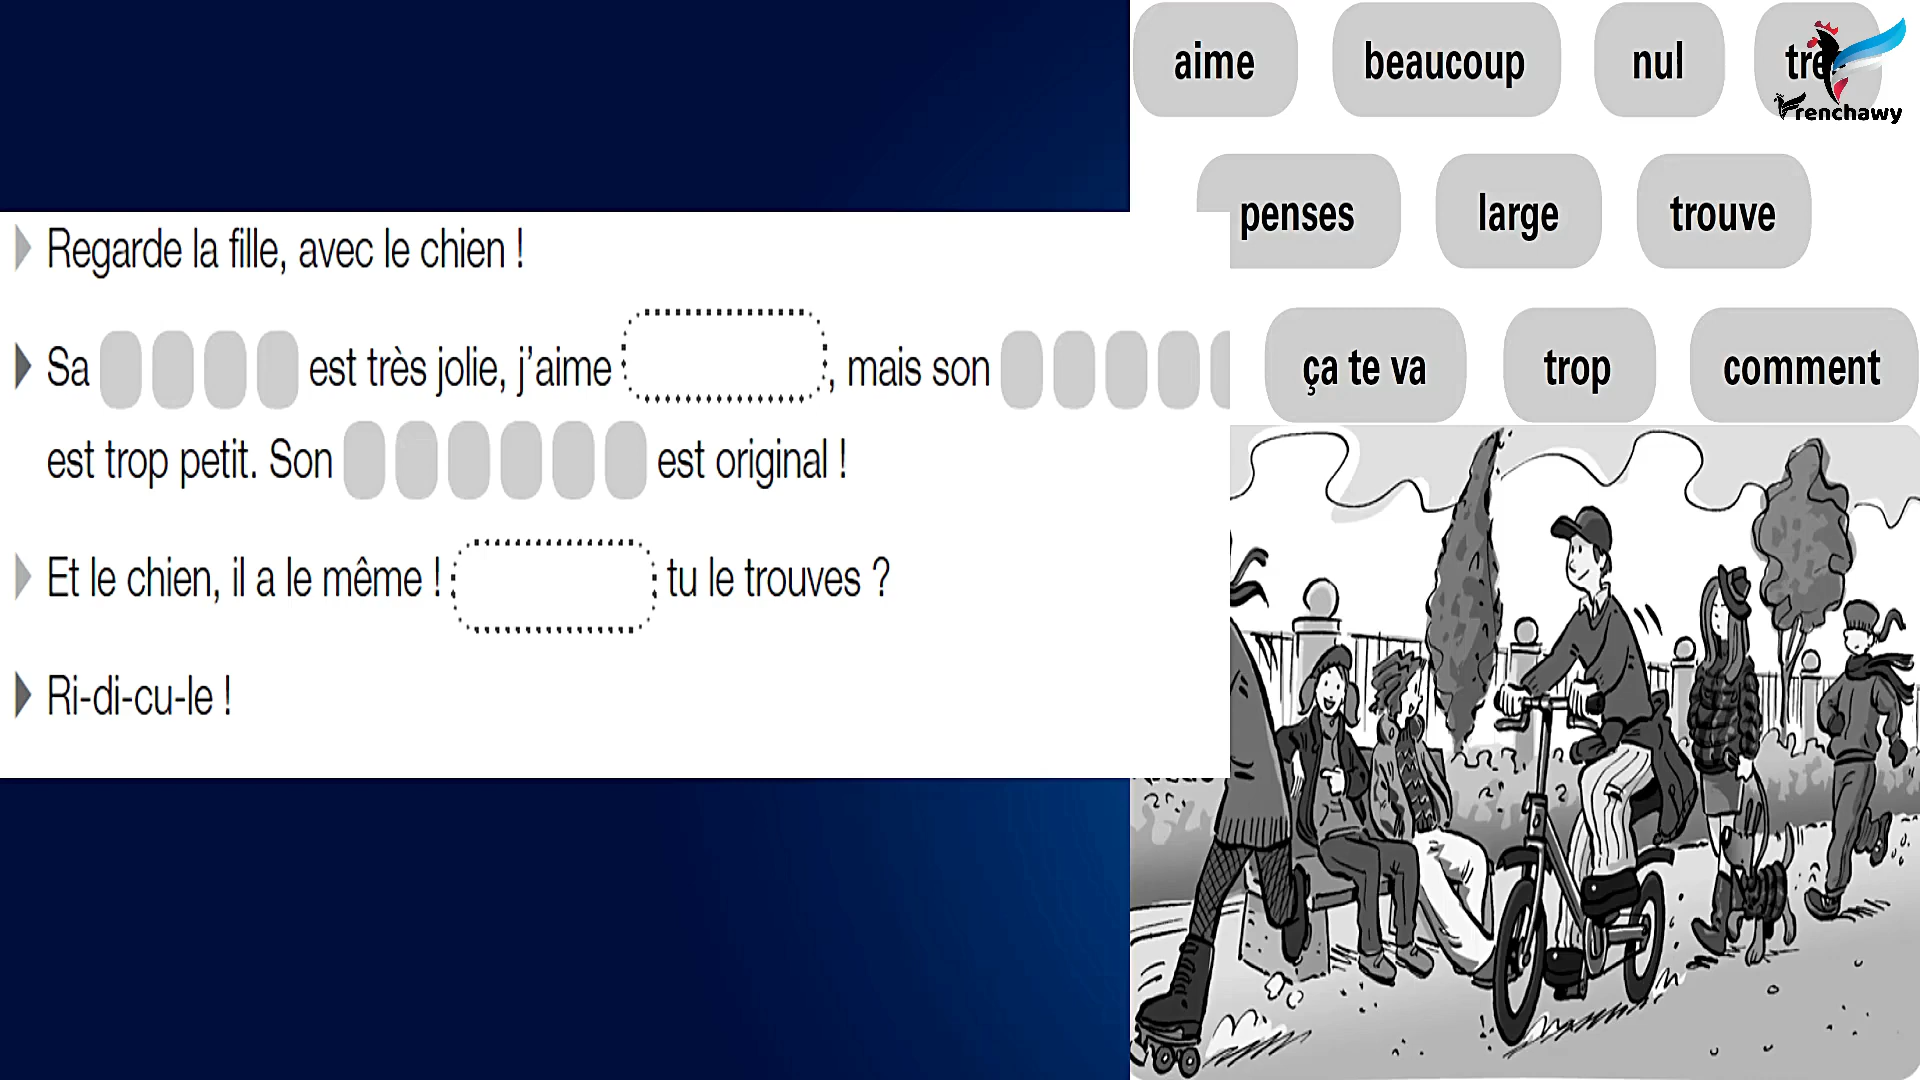 aime beaucoup nul
renchawy
penses large trouve
Regarde la fille, avec le chien !
Sa est très jolie, j'aime , mais son
ça te va trop comment
est trop petit. Son est original !
Et le chien, il a le même ! tu le trouves ?
Ri-di-cu-le !